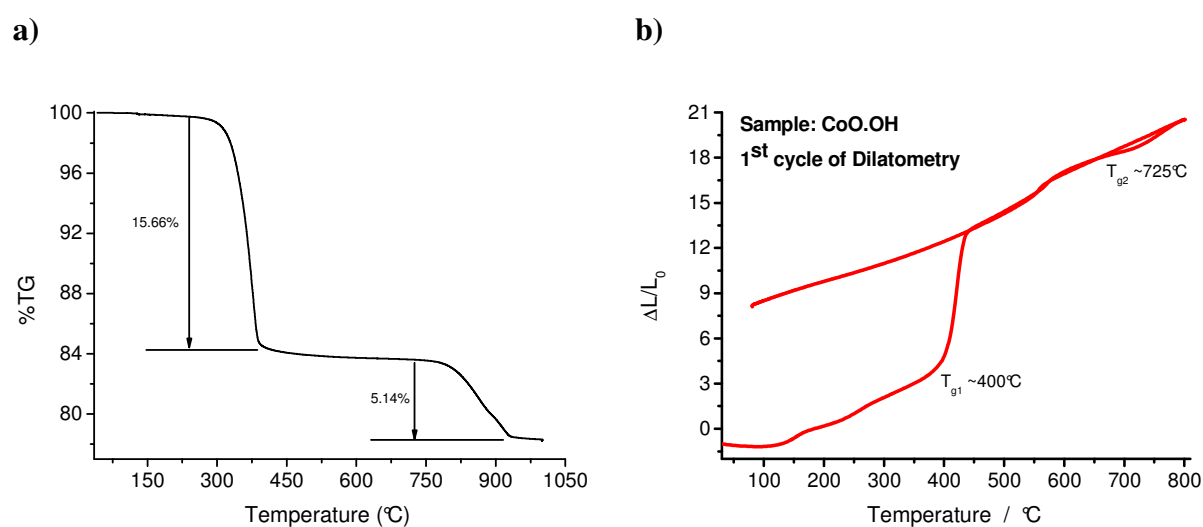 a)
100
96
92
88
84
80
%TG
15.66%
5.14%
150 300 450 600 750 900 1050
Temperature (°C)
b)
21
18
15
12
9
6
3
0
ΔL/L0
Sample: CoO.OH
1st cycle of Dilatometry
Tg2 ~725°C
Tg1 ~400°C
100 200 300 400 500 600 700 800
Temperature / °C